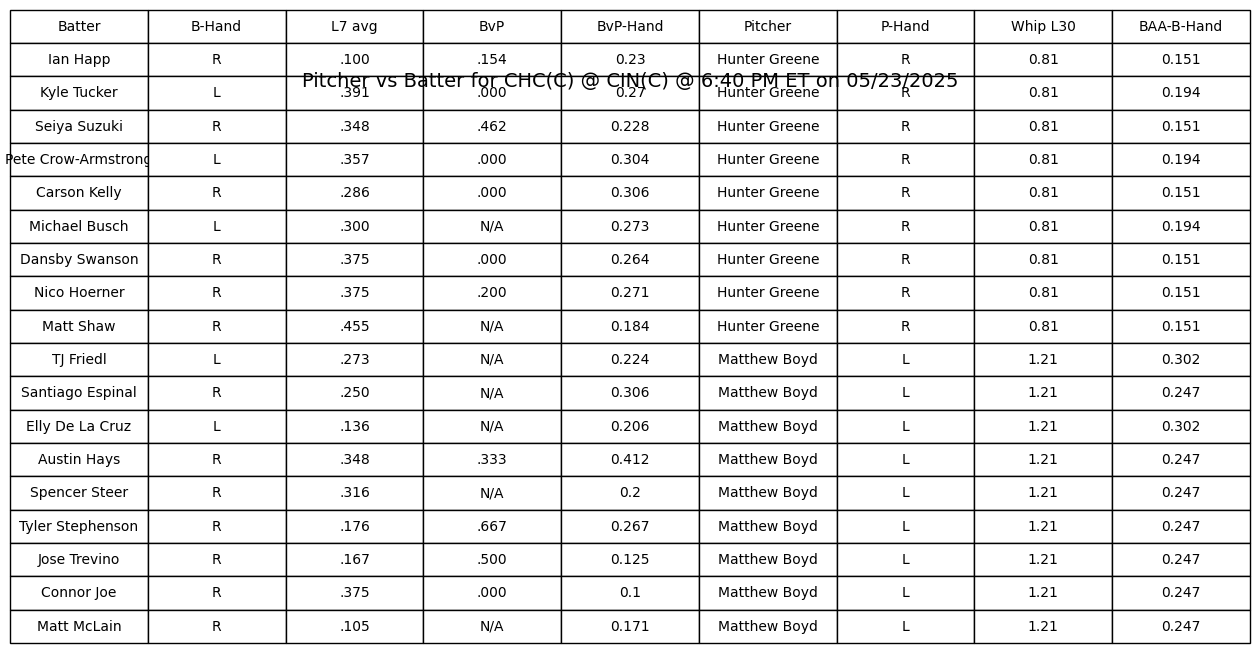 Batter B-Hand L7 avg BvP BvP-Hand Pitcher P-Hand Whip L30 BAA-B-Hand
Ian Happ R .100 .154 0.23 Hunter Greene R 0.81 0.151
Pitcher vs Batter for CHC(C) @ CIN(C) @ 6:40 PM ET on 05/23/2025
Kyle Tucker L .391 .000 0.27 Hunter Greene R 0.81 0.194
Seiya Suzuki R .348 .462 0.228 Hunter Greene R 0.81 0.151
Pete Crow-Armstrong L .357 .000 0.304 Hunter Greene R 0.81 0.194
Carson Kelly R .286 .000 0.306 Hunter Greene R 0.81 0.151
Michael Busch L .300 N/A 0.273 Hunter Greene R 0.81 0.194
Dansby Swanson R .375 .000 0.264 Hunter Greene R 0.81 0.151
Nico Hoerner R .375 .200 0.271 Hunter Greene R 0.81 0.151
Matt Shaw R .455 N/A 0.184 Hunter Greene R 0.81 0.151
TJ Friedl L .273 N/A 0.224 Matthew Boyd L 1.21 0.302
Santiago Espinal R .250 N/A 0.306 Matthew Boyd L 1.21 0.247
Elly De La Cruz L .136 N/A 0.206 Matthew Boyd L 1.21 0.302
Austin Hays R .348 .333 0.412 Matthew Boyd L 1.21 0.247
Spencer Steer R .316 N/A 0.2 Matthew Boyd L 1.21 0.247
Tyler Stephenson R .176 .667 0.267 Matthew Boyd L 1.21 0.247
Jose Trevino R .167 .500 0.125 Matthew Boyd L 1.21 0.247
Connor Joe R .375 .000 0.1 Matthew Boyd L 1.21 0.247
Matt McLain R .105 N/A 0.171 Matthew Boyd L 1.21 0.247